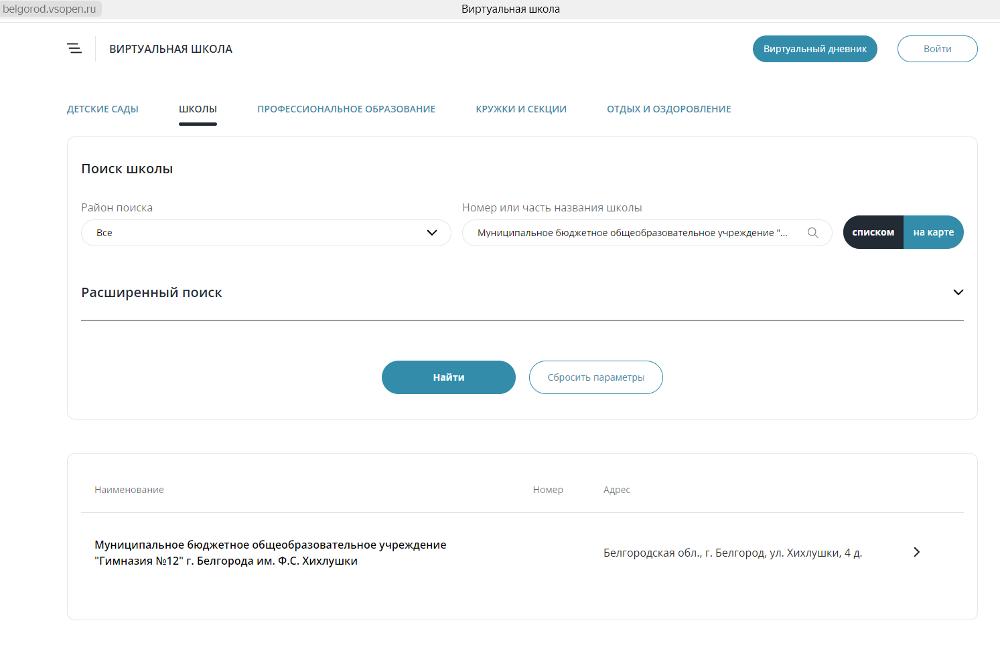 belgorod.vsopen.ru
Виртуальная школа
ВИРТУАЛЬНАЯ ШКОЛА
Виртуальный дневник
Войти
ДЕТСКИЕ САДЫ
ШКОЛЫ
ПРОФЕССИОНАЛЬНОЕ ОБРАЗОВАНИЕ
КРУЖКИ И СЕКЦИИ
ОТДЫХ И ОЗДОРОВЛЕНИЕ
Поиск школы
Район поиска
Номер или часть названия школы
Все
Муниципальное бюджетное общеобразовательное учреждение "...
списком
на карте
Расширенный поиск
Найти
Сбросить параметры
Наименование
Номер
Адрес
Муниципальное бюджетное общеобразовательное учреждение
"Гимназия №12" г. Белгорода им. Ф.С. Хихлушки
Белгородская обл., г. Белгород, ул. Хихлушки, 4 д.